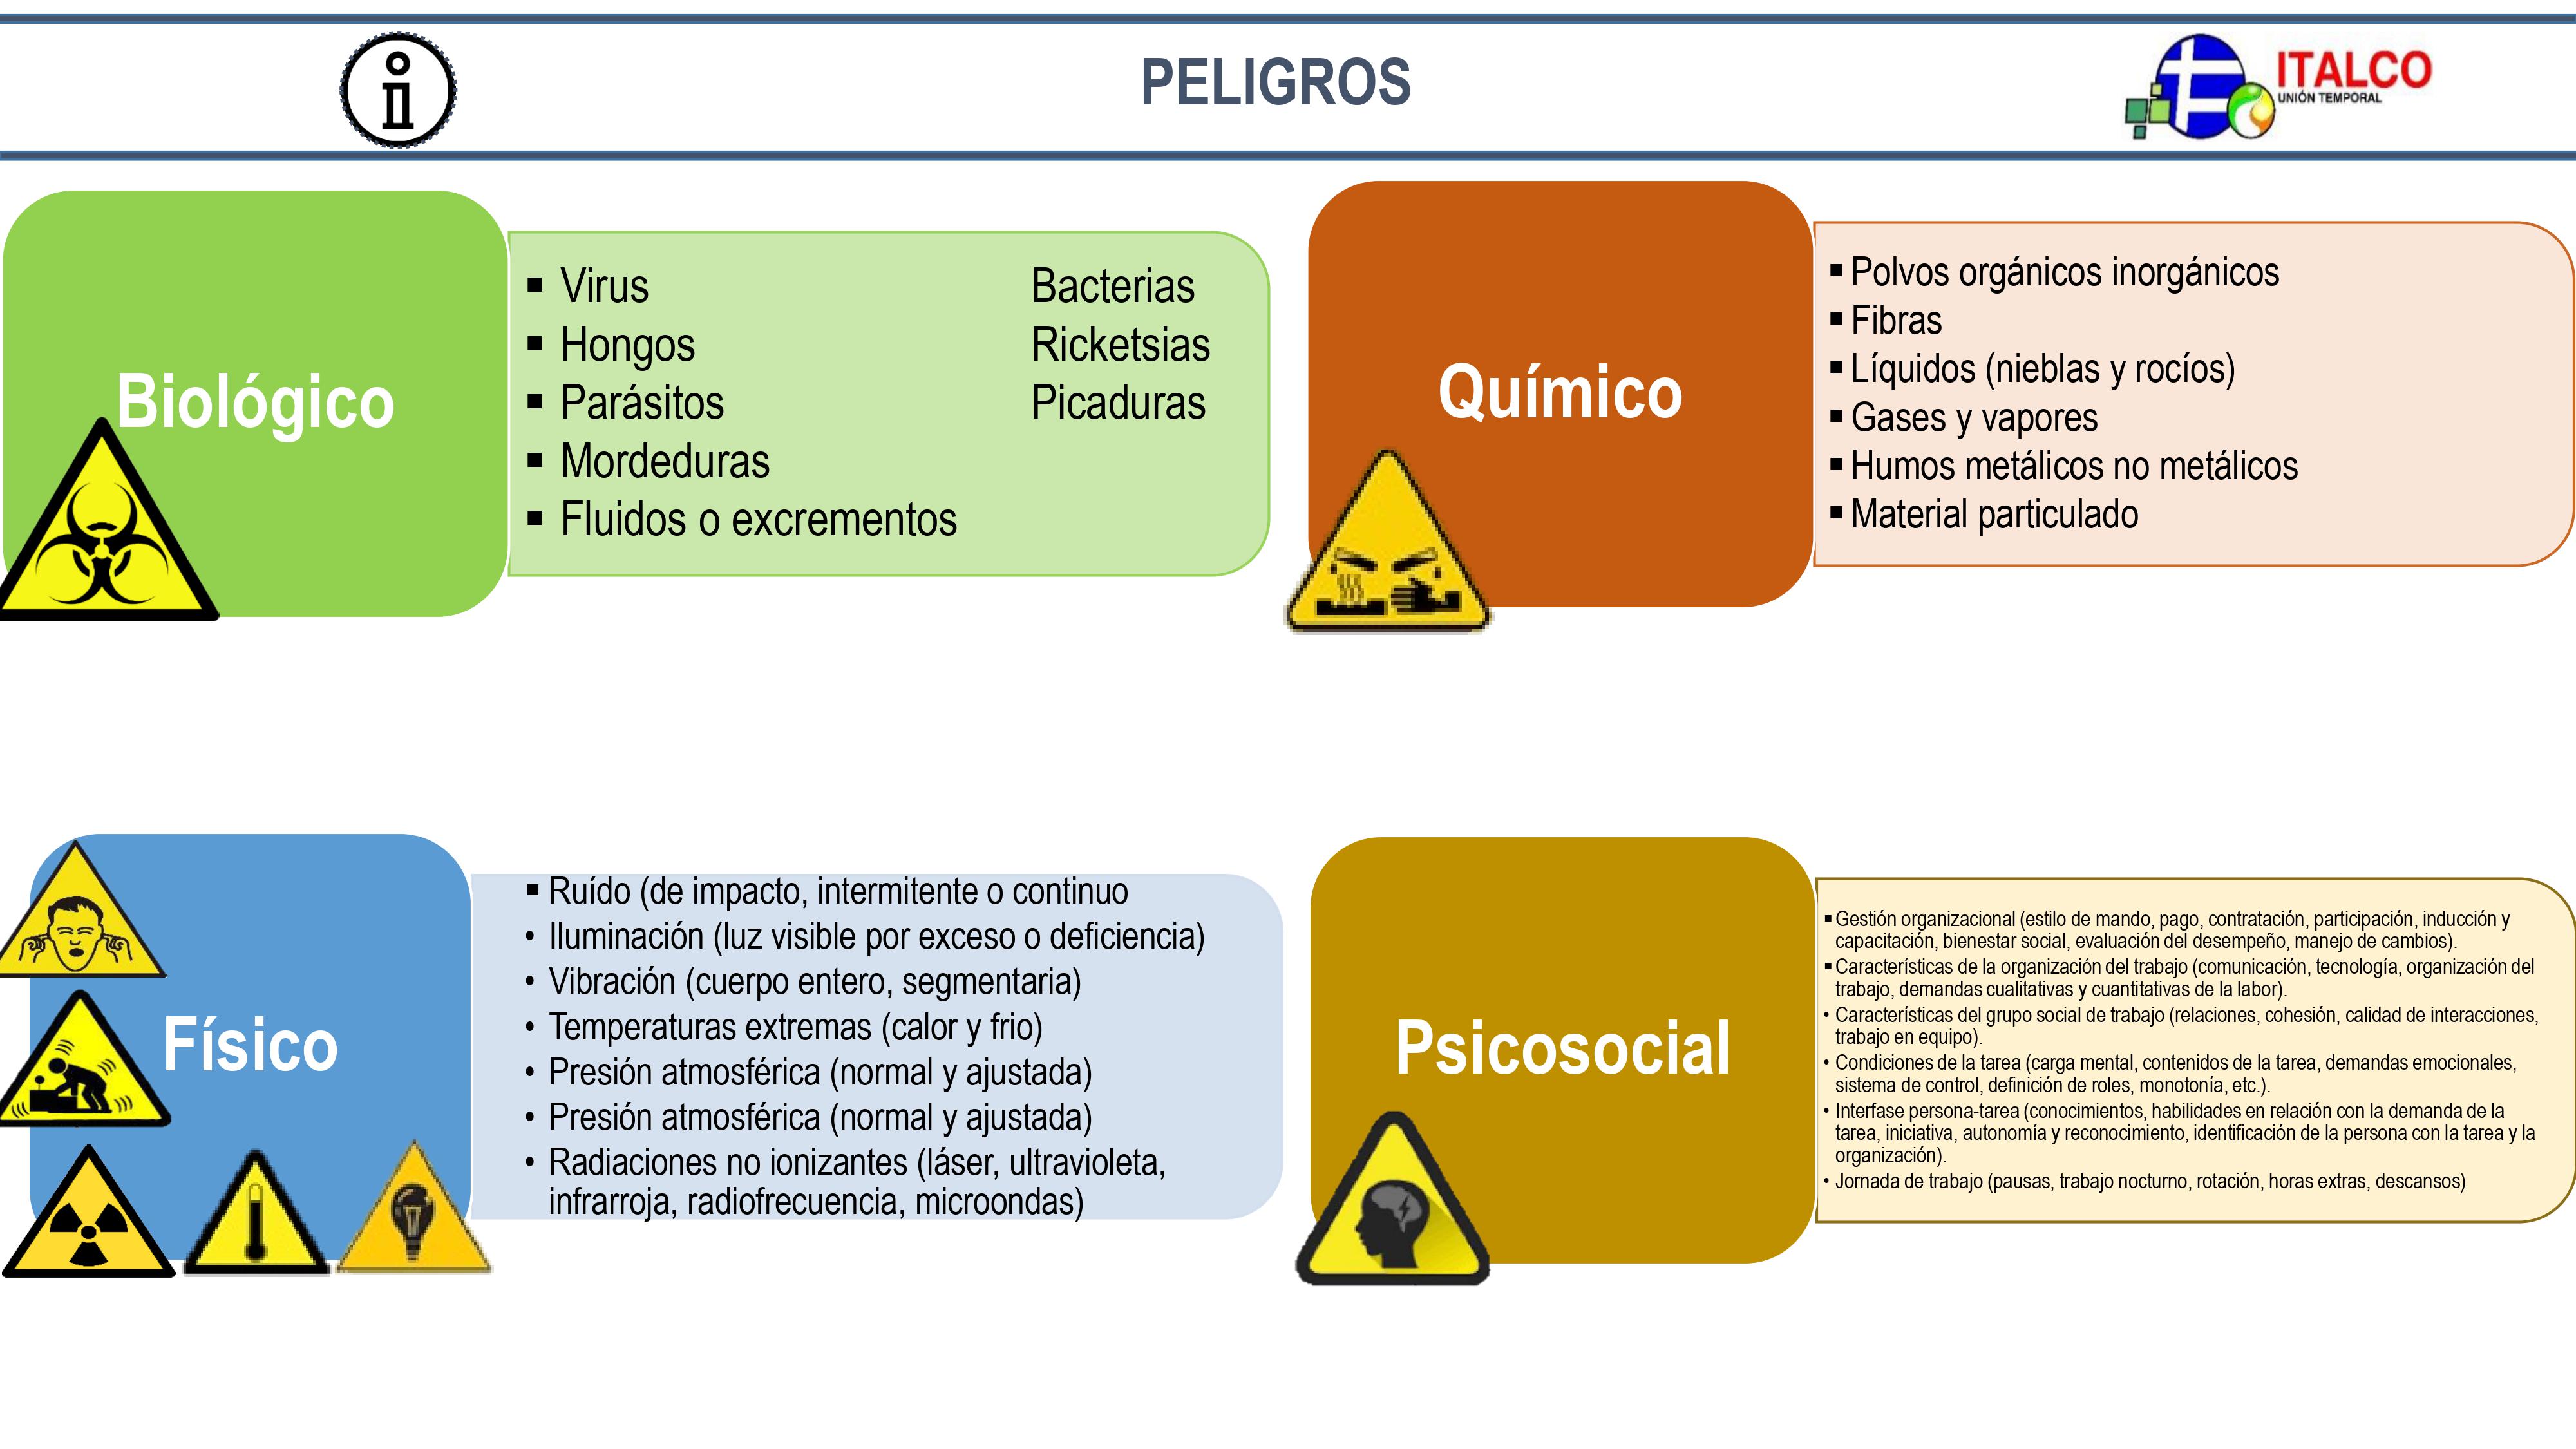 PELIGROS
ITALCO
UNIÓN TEMPORAL
Biológico
▪ Virus Bacterias
▪ Hongos Ricketsias
▪ Parásitos Picaduras
▪ Mordeduras
▪ Fluidos o excrementos
Químico
▪ Polvos orgánicos inorgánicos
▪ Fibras
▪ Líquidos (nieblas y rocíos)
▪ Gases y vapores
▪ Humos metálicos no metálicos
▪ Material particulado
Físico
▪ Ruído (de impacto, intermitente o continuo
• Iluminación (luz visible por exceso o deficiencia)
• Vibración (cuerpo entero, segmentaria)
• Temperaturas extremas (calor y frio)
• Presión atmosférica (normal y ajustada)
• Presión atmosférica (normal y ajustada)
• Radiaciones no ionizantes (láser, ultravioleta,
infrarroja, radiofrecuencia, microondas)
Psicosocial
▪ Gestión organizacional (estilo de mando, pago, contratación, participación, inducción y
capacitación, bienestar social, evaluación del desempeño, manejo de cambios).
▪ Características de la organización del trabajo (comunicación, tecnología, organización del
trabajo, demandas cualitativas y cuantitativas de la labor).
• Características del grupo social de trabajo (relaciones, cohesión, calidad de interacciones,
trabajo en equipo).
• Condiciones de la tarea (carga mental, contenidos de la tarea, demandas emocionales,
sistema de control, definición de roles, monotonía, etc.).
• Interfase persona-tarea (conocimientos, habilidades en relación con la demanda de la
tarea, iniciativa, autonomía y reconocimiento, identificación de la persona con la tarea y la
organización).
• Jornada de trabajo (pausas, trabajo nocturno, rotación, horas extras, descansos)